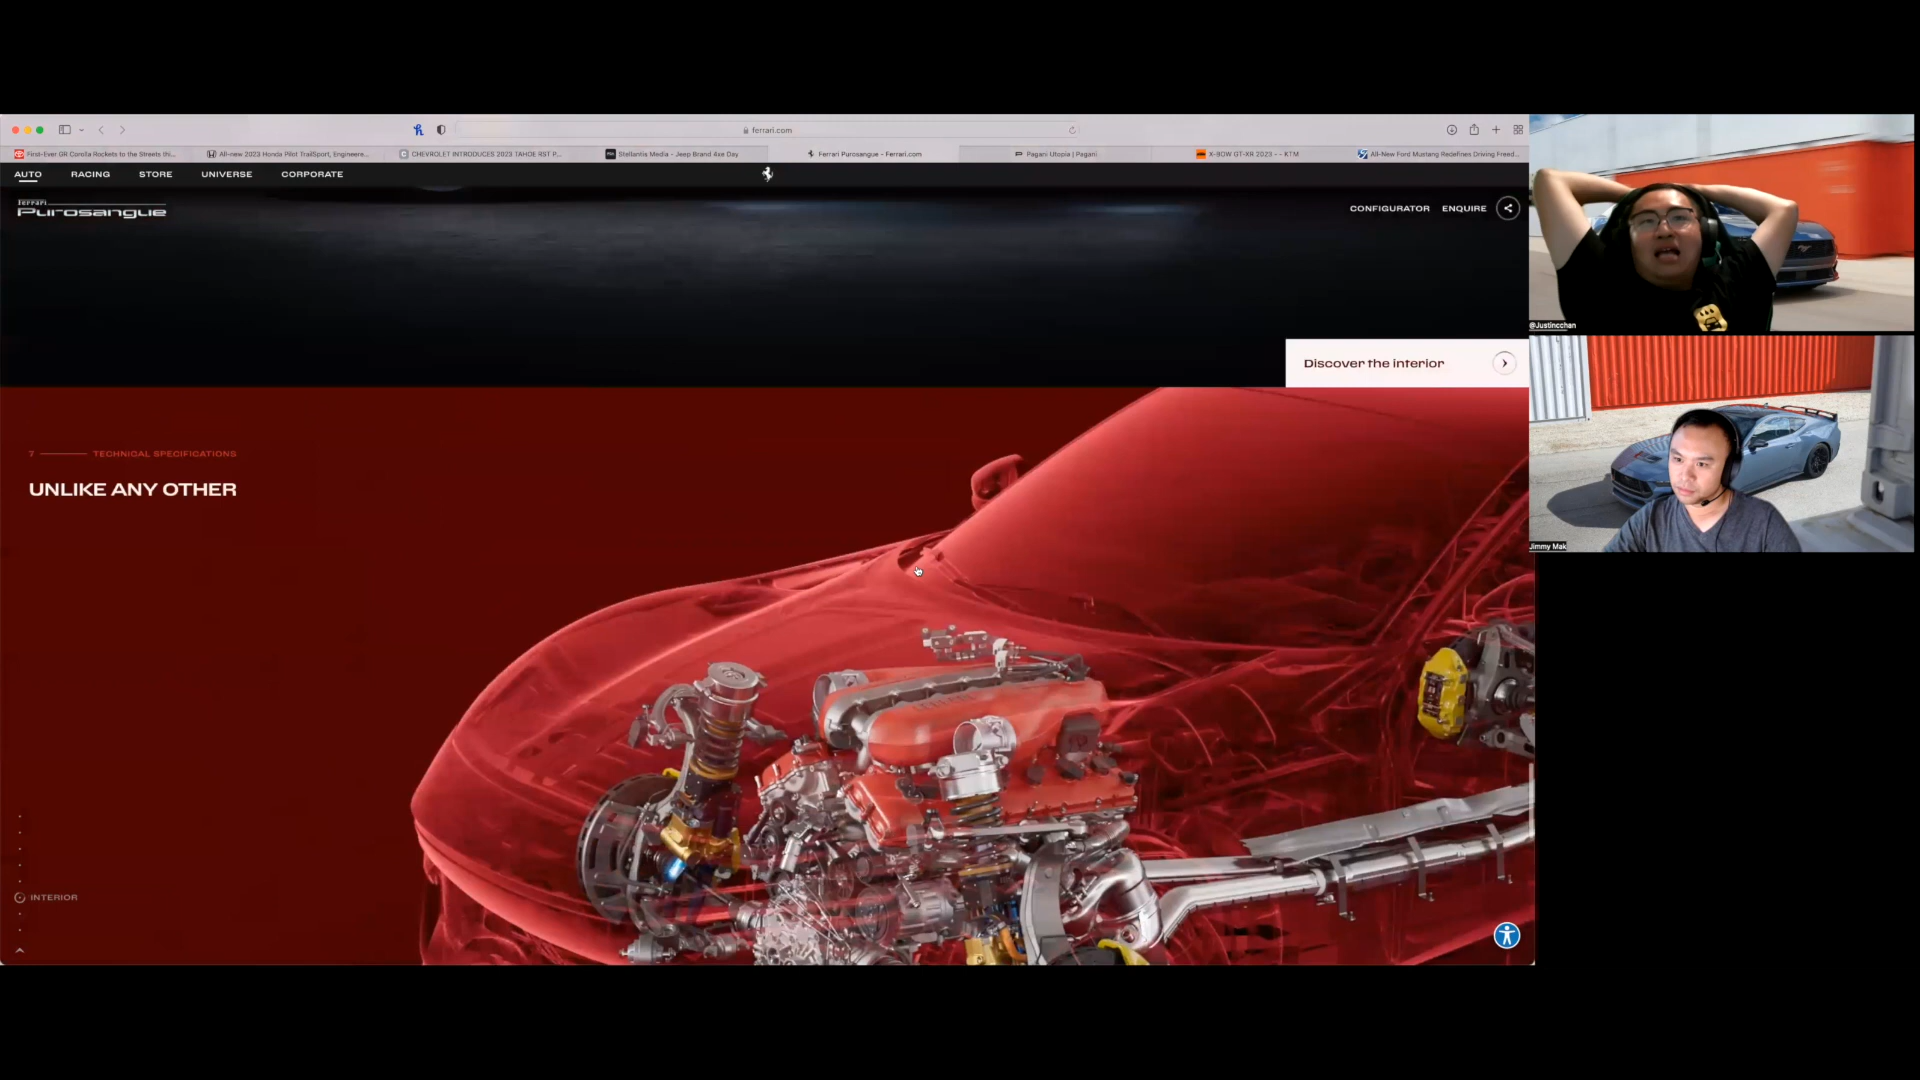 ferrari.com
First-Ever GR Corolla Rockets to the Streets thi...
All-new 2023 Honda Pilot TrailSport, Engineere...
CHEVROLET INTRODUCES 2023 TAHOE RST P...
Stellantis Media - Jeep Brand 4xe Day
Ferrari Purosangue - Ferrari.com
Pagani Utopia | Pagani
X-BOW GT-XR 2023 - - KTM
All-New Ford Mustang Redefines Driving Freed...
AUTO
RACING
STORE
UNIVERSE
CORPORATE
Ferrari
Purosangue
CONFIGURATOR
ENQUIRE
@Justincchan
Discover the interior
7
TECHNICAL SPECIFICATIONS
UNLIKE ANY OTHER
Jimmy Mak
INTERIOR